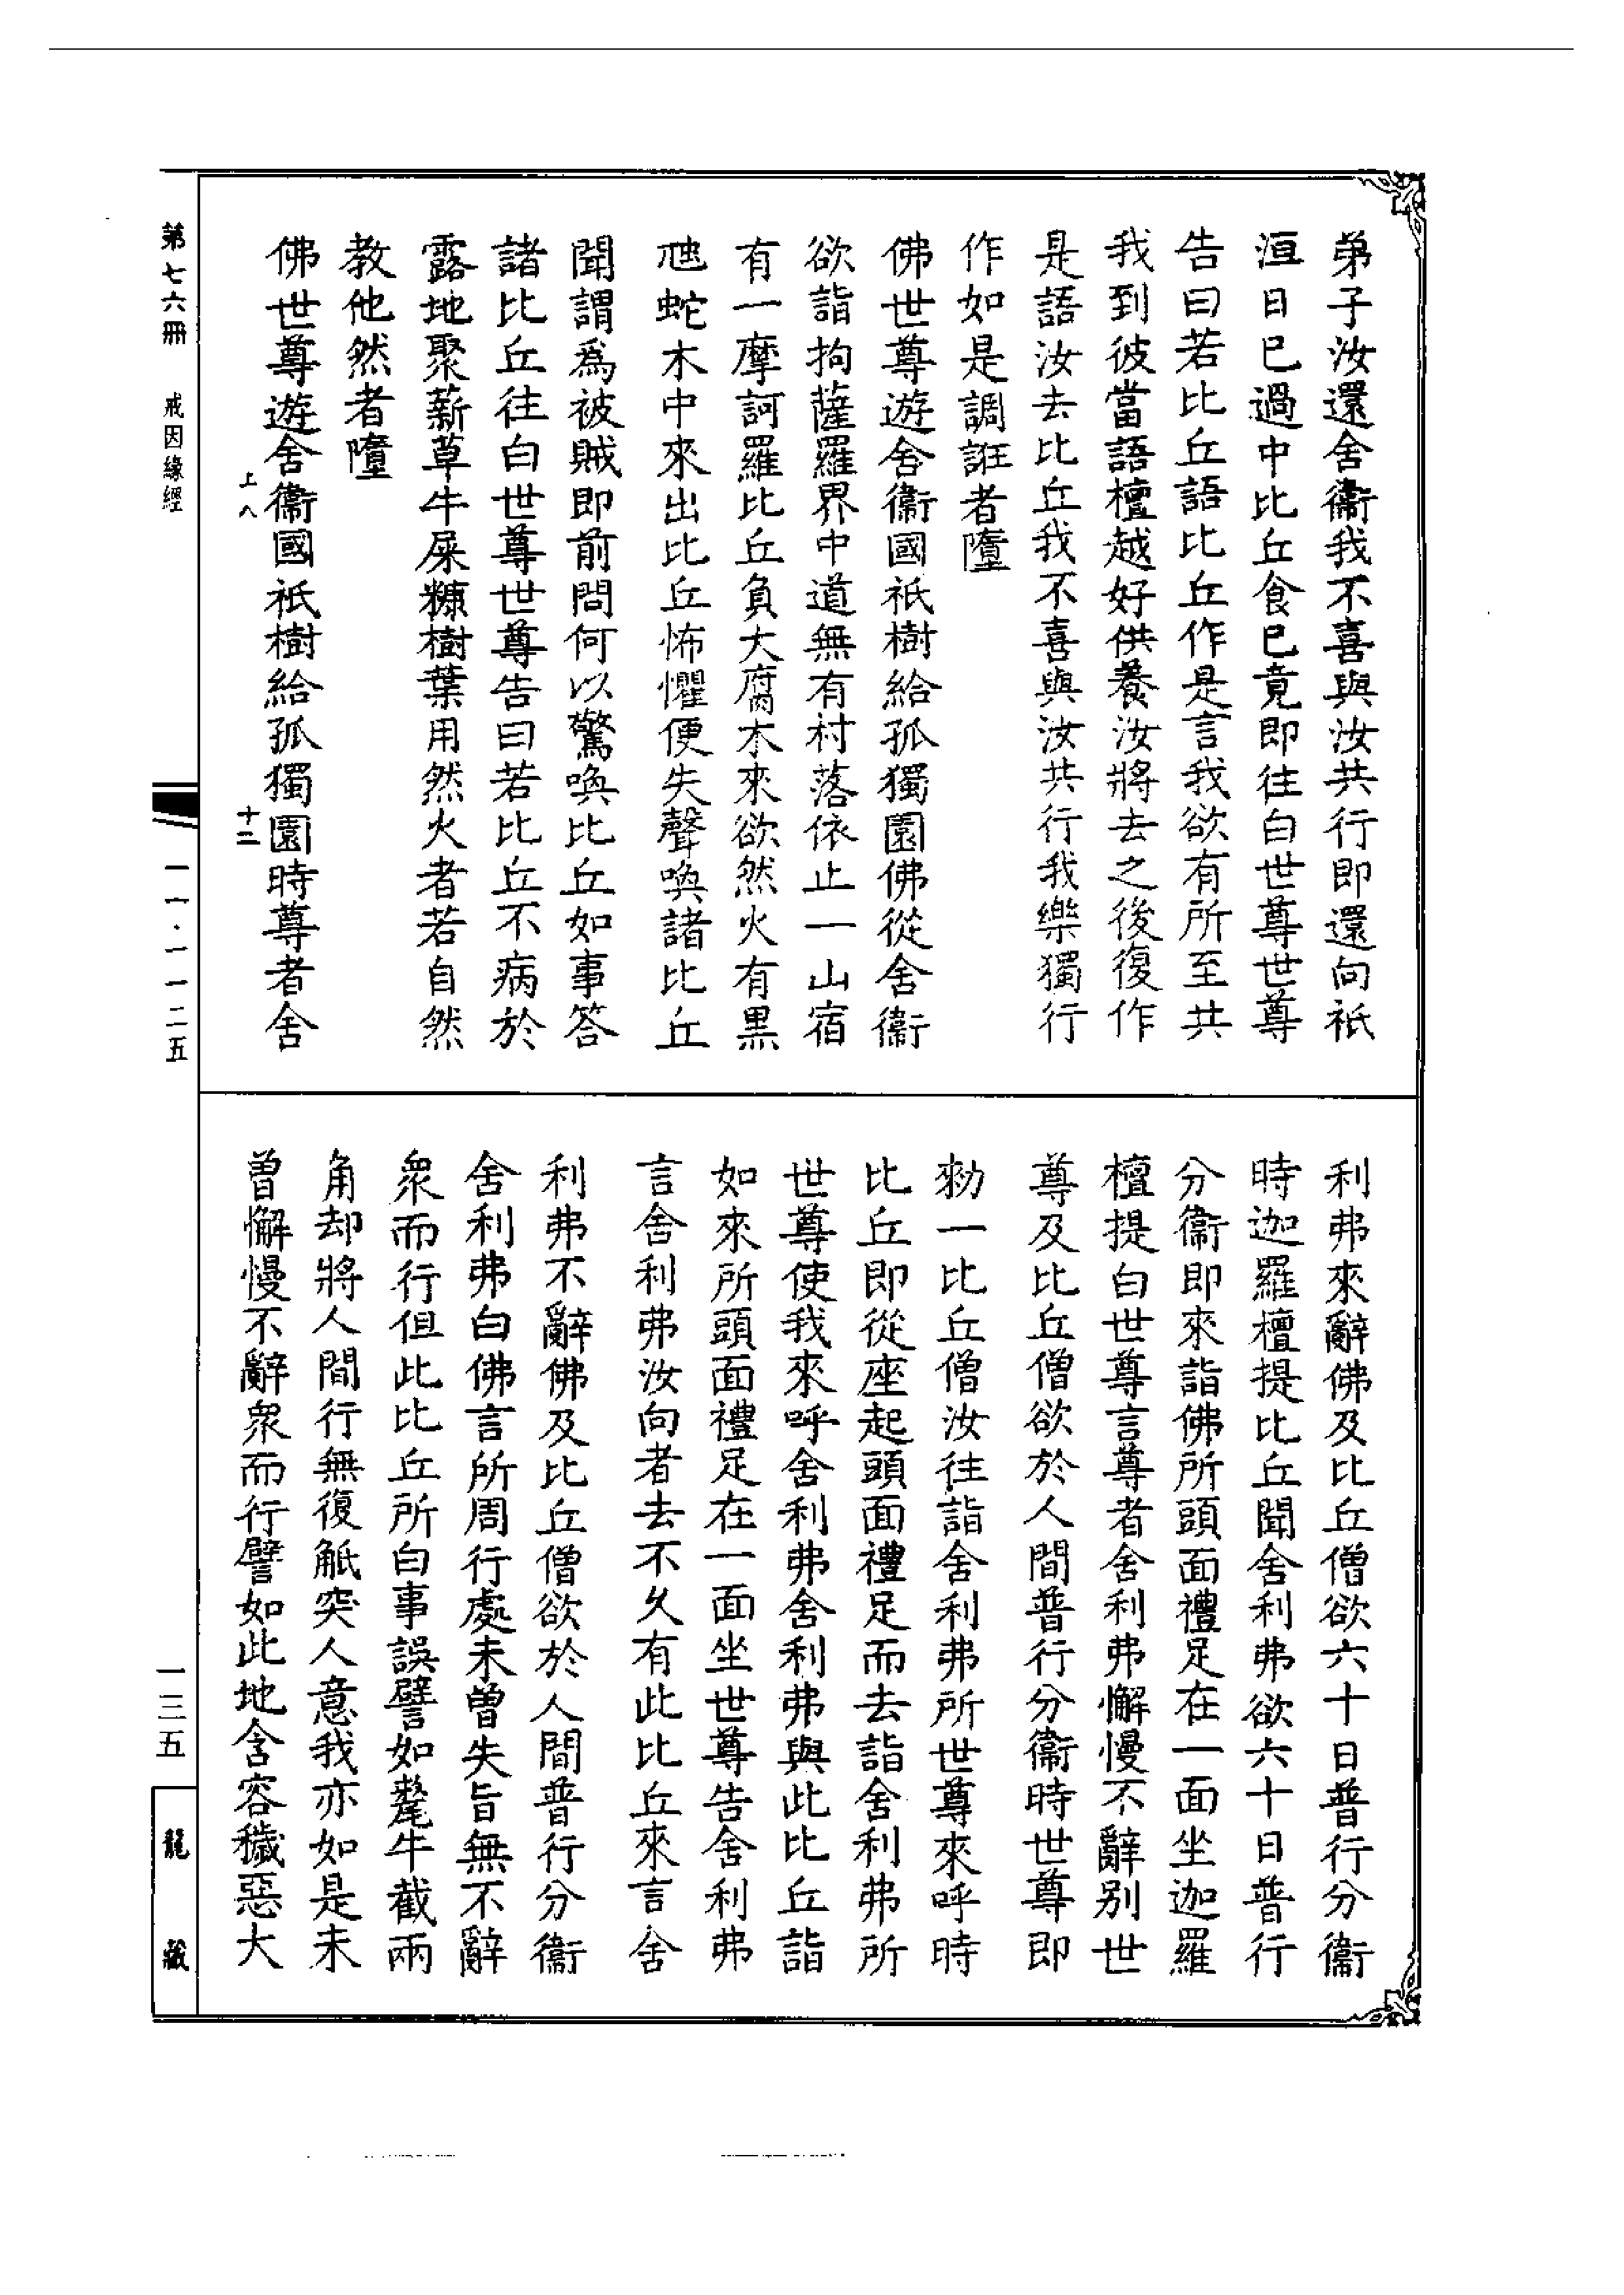 弟子汝還舍衞我不喜與汝共行即還向祇
洹日已過中比丘食已竟即往白世尊世尊
告曰若比丘語比丘作是言我欲有所至共
我到彼當語檀越好供養汝將去之後復作
是語汝去比丘我不喜與汝共行我樂獨行
作如是調誑者墮
佛世尊遊舍衞國祇樹給孤獨園佛從舍衞
欲詣拘薩羅界中道無有村落依止一山宿
有一摩訶羅比丘負大腐木來欲然火有黑
虺蛇木中來出比丘怖懼便失聲喚諸比丘
聞謂爲被賊即前問何以驚喚比丘如事答
諸比丘往白世尊世尊告曰若比丘不病於
露地聚薪草牛屎糠樹葉用然火者若自然
教他然者墮
佛世尊遊舍衞國祇樹給孤獨園時尊者舍
上八
十二
利弗來辭佛及比丘僧欲六十日普行分衞
時迦羅檀提比丘聞舍利弗欲六十日普行
分衞即來詣佛所頭面禮足在一面坐迦羅
檀提白世尊言尊者舍利弗懈慢不辭別世
尊及比丘僧欲於人間普行分衞時世尊即
勑一比丘僧汝往詣舍利弗所世尊來呼時
比丘即從座起頭面禮足而去詣舍利弗所
世尊使我來呼舍利弗舍利弗與此比丘詣
如來所頭面禮足在一面坐世尊告舍利弗
言舍利弗汝向者去不久有此比丘來言舍
利弗不辭佛及比丘僧欲於人間普行分衞
舍利弗白佛言所周行處未曾失旨無不辭
衆而行但此比丘所白事誤譬如氂牛截兩
角却將人間行無復觝突人意我亦如是未
曾懈慢不辭衆而行譬如此地含容穢惡大
第七六冊
戒因緣經
一一·一一二五
一三五
龍藏